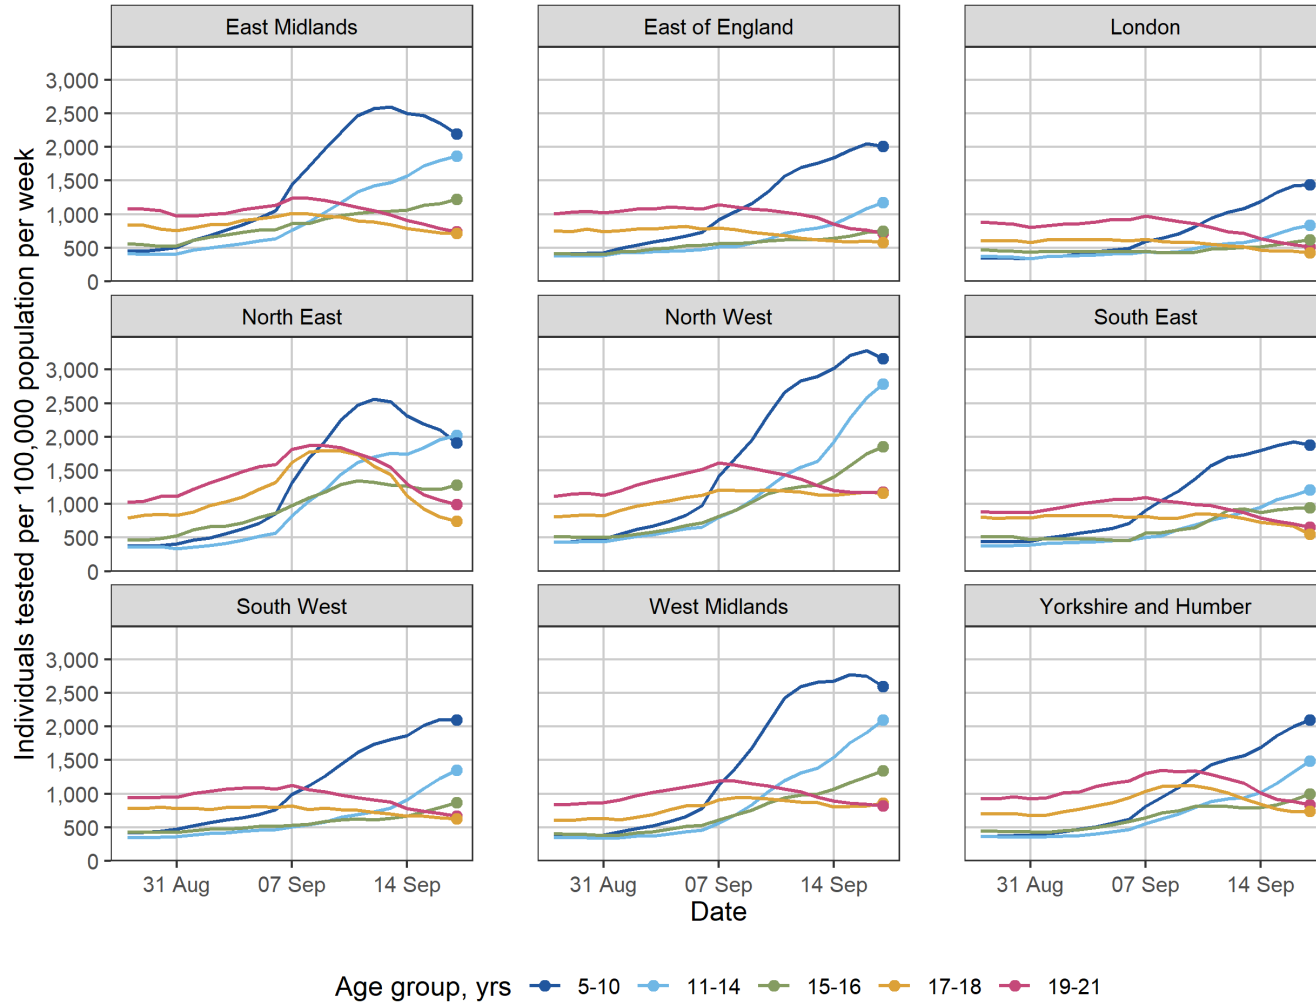 East Midlands
East of England
London
Individuals tested per 100,000 population per week
3,000
2,500
2,000
1,500
1,000
500
0
North East
North West
South East
3,000
2,500
2,000
1,500
1,000
500
0
South West
West Midlands
Yorkshire and Humber
3,000
2,500
2,000
1,500
1,000
500
0
31 Aug 07 Sep 14 Sep
31 Aug 07 Sep 14 Sep
31 Aug 07 Sep 14 Sep
Date
Age group, yrs 5-10 11-14 15-16 17-18 19-21